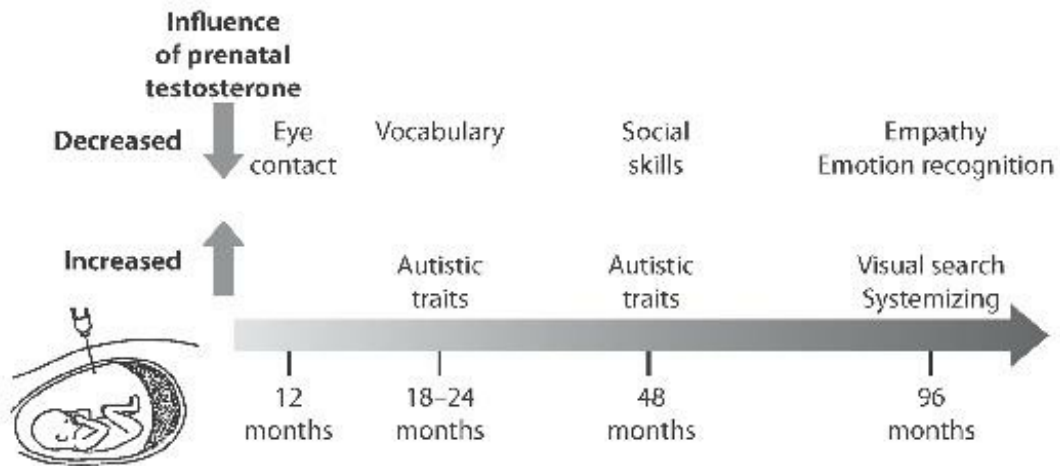 Influence
of prenatal
testosterone
Decreased
Eye
contact
Vocabulary
Social
skills
Empathy
Emotion recognition
Increased
Autistic
traits
Autistic
traits
Visual search
Systemizing
12
months
18–24
months
48
months
96
months